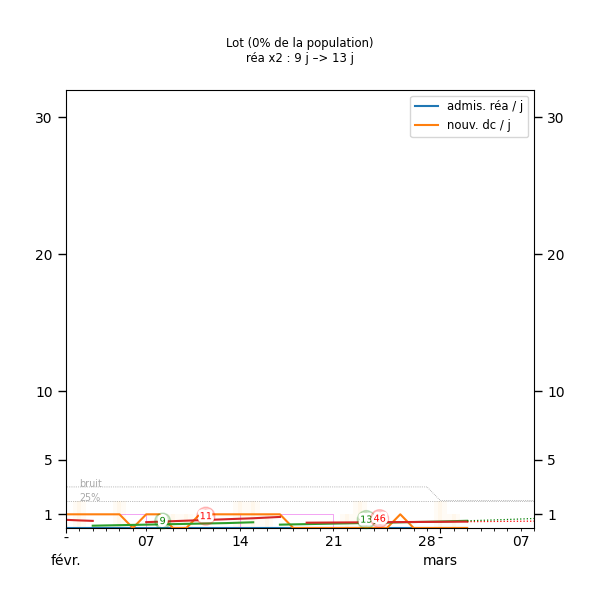 Lot (0% de la population)
réa x2 : 9 j –> 13 j
admis. réa / j
nouv. dc / j
30 30
20 20
10 10
5 5
bruit
25%
1 9 11 13 46 1
- 07 14 21 28 - 07
févr. mars